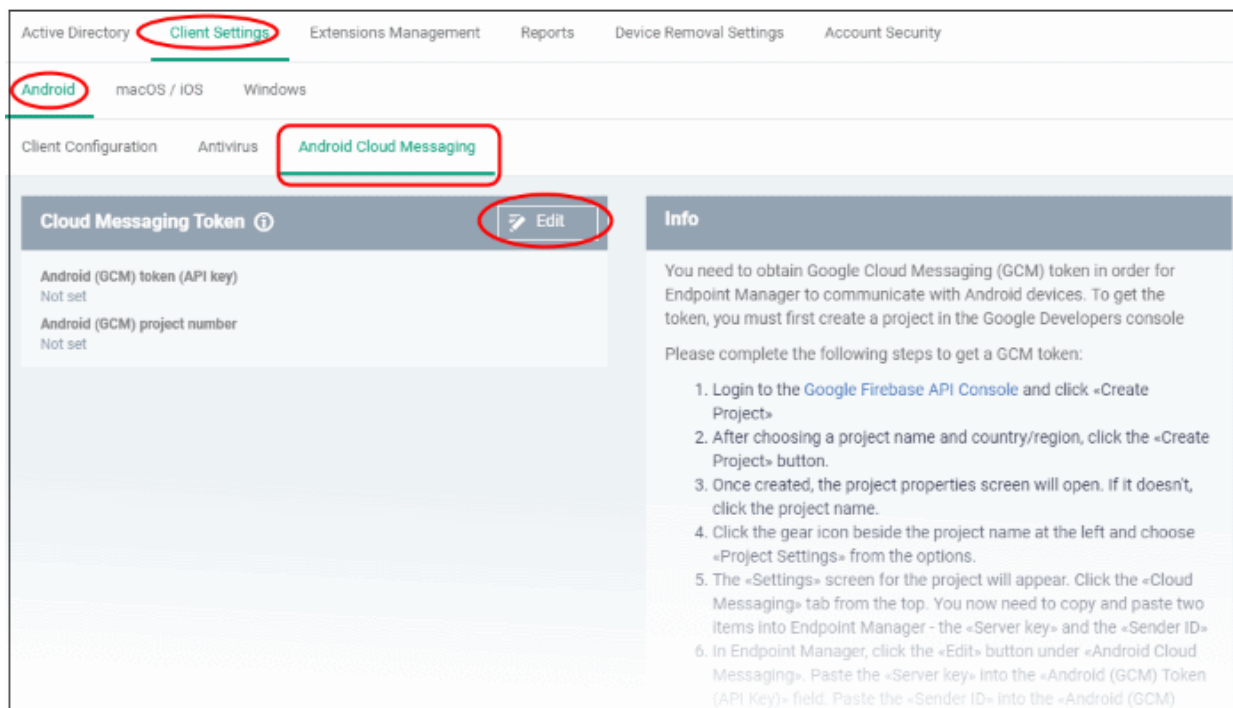 Active Directory Client Settings Extensions Management Reports Device Removal Settings Account Security
Android macOS / iOS Windows
Client Configuration Antivirus Android Cloud Messaging
Cloud Messaging Token Edit
Android (GCM) token (API key)
Not set
Android (GCM) project number
Not set
Info
You need to obtain Google Cloud Messaging (GCM) token in order for
Endpoint Manager to communicate with Android devices. To get the
token, you must first create a project in the Google Developers console
Please complete the following steps to get a GCM token:
1. Login to the Google Firebase API Console and click «Create
Project»
2. After choosing a project name and country/region, click the «Create
Project» button.
3. Once created, the project properties screen will open. If it doesn't,
click the project name.
4. Click the gear icon beside the project name at the left and choose
«Project Settings» from the options.
5. The «Settings» screen for the project will appear. Click the «Cloud
Messaging» tab from the top. You now need to copy and paste two
items into Endpoint Manager - the «Server key» and the «Sender ID»
6. In Endpoint Manager, click the «Edit» button under «Android Cloud
Messaging». Paste the «Server key» into the «Android (GCM) Token
(API Key)» field. Paste the «Sender ID» into the «Android (GCM)